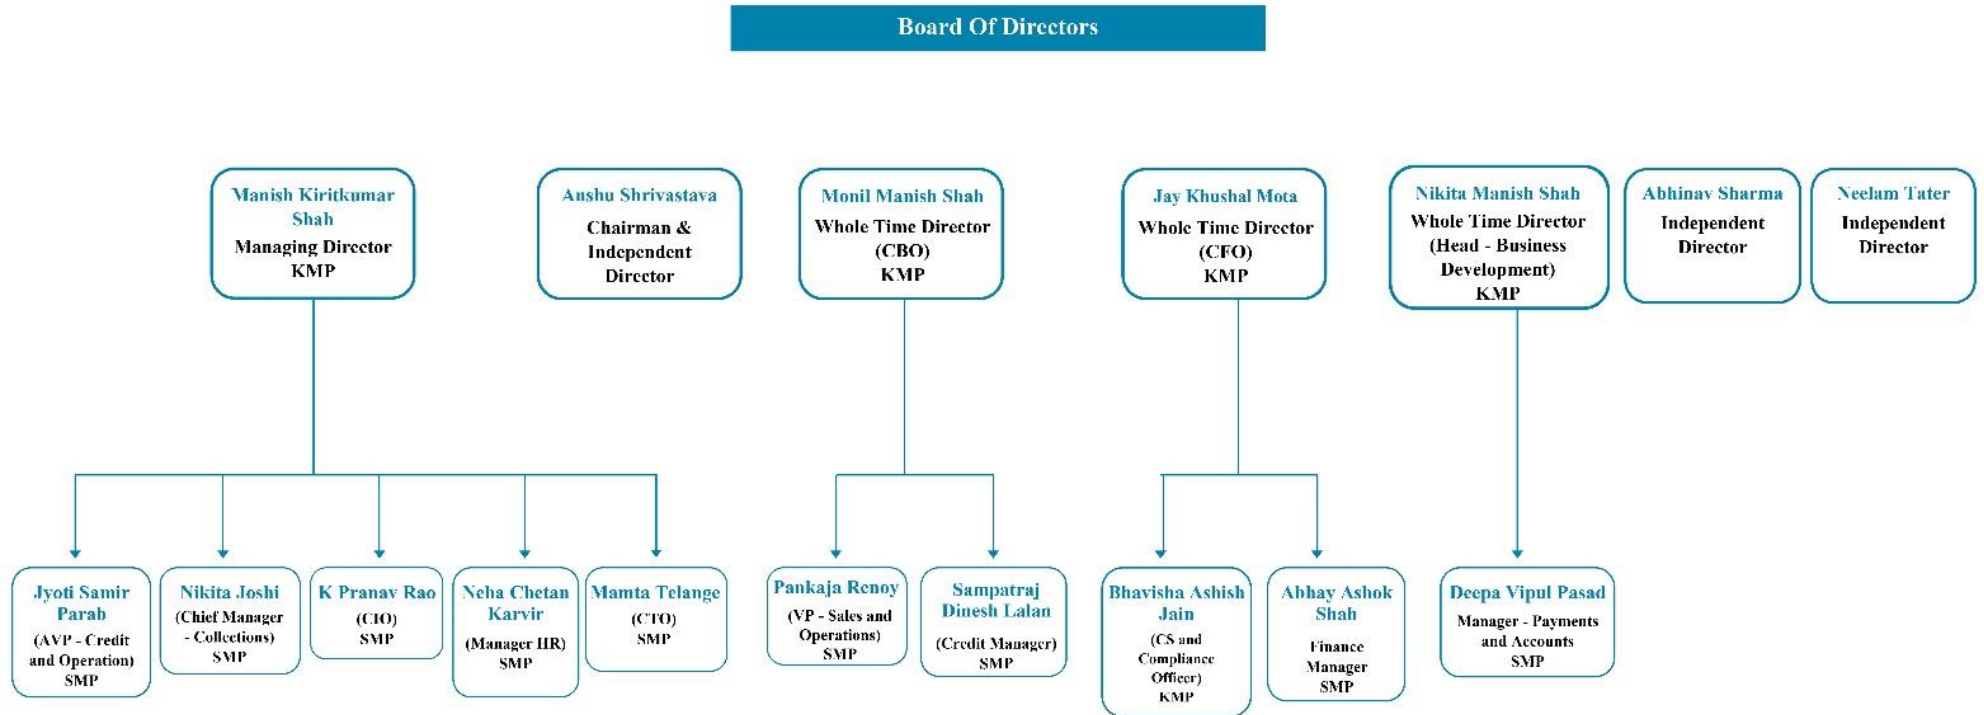 Board Of Directors
Manish Kiritkumar
Shah
Managing Director
KMP
Anshu Shrivastava
Chairman &
Independent
Director
Monil Manish Shah
Whole Time Director
(CBO)
KMP
Jay Khushal Mota
Whole Time Director
(CFO)
KMP
Nikita Manish Shah
Whole Time Director
(Head - Business
Development)
KMP
Abhinav Sharma
Independent
Director
Neelam Tater
Independent
Director
Jyoti Samir
Parab
(AVP - Credit
and Operation)
SMP
Nikita Joshi
(Chief Manager
- Collections)
SMP
K Pranav Rao
(CIO)
SMP
Neha Chetan
Karvir
(Manager HR)
SMP
Mamta Telange
(CTO)
SMP
Pankaja Renoy
(VP - Sales and
Operations)
SMP
Sampatraj
Dinesh Lalan
(Credit Manager)
SMP
Bhavisha Ashish
Jain
(CS and
Compliance
Officer)
KMP
Abhay Ashok
Shah
Finance
Manager
SMP
Deepa Vipul Pasad
Manager - Payments
and Accounts
SMP